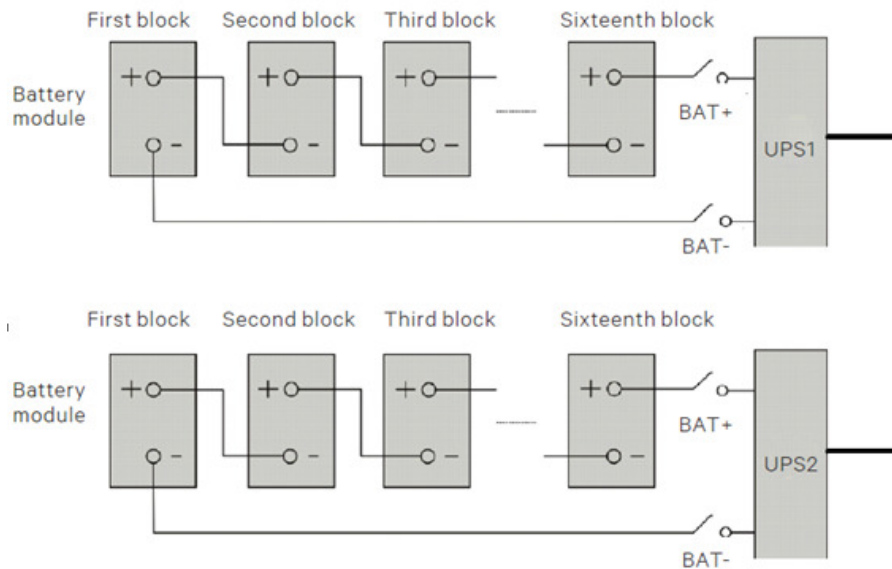 First block Second block Third block Sixteenth block
+ + + +
Battery
module
- - - -
BAT+
UPS1
BAT-
First block Second block Third block Sixteenth block
+ + + +
Battery
module
- - - -
BAT+
UPS2
BAT-